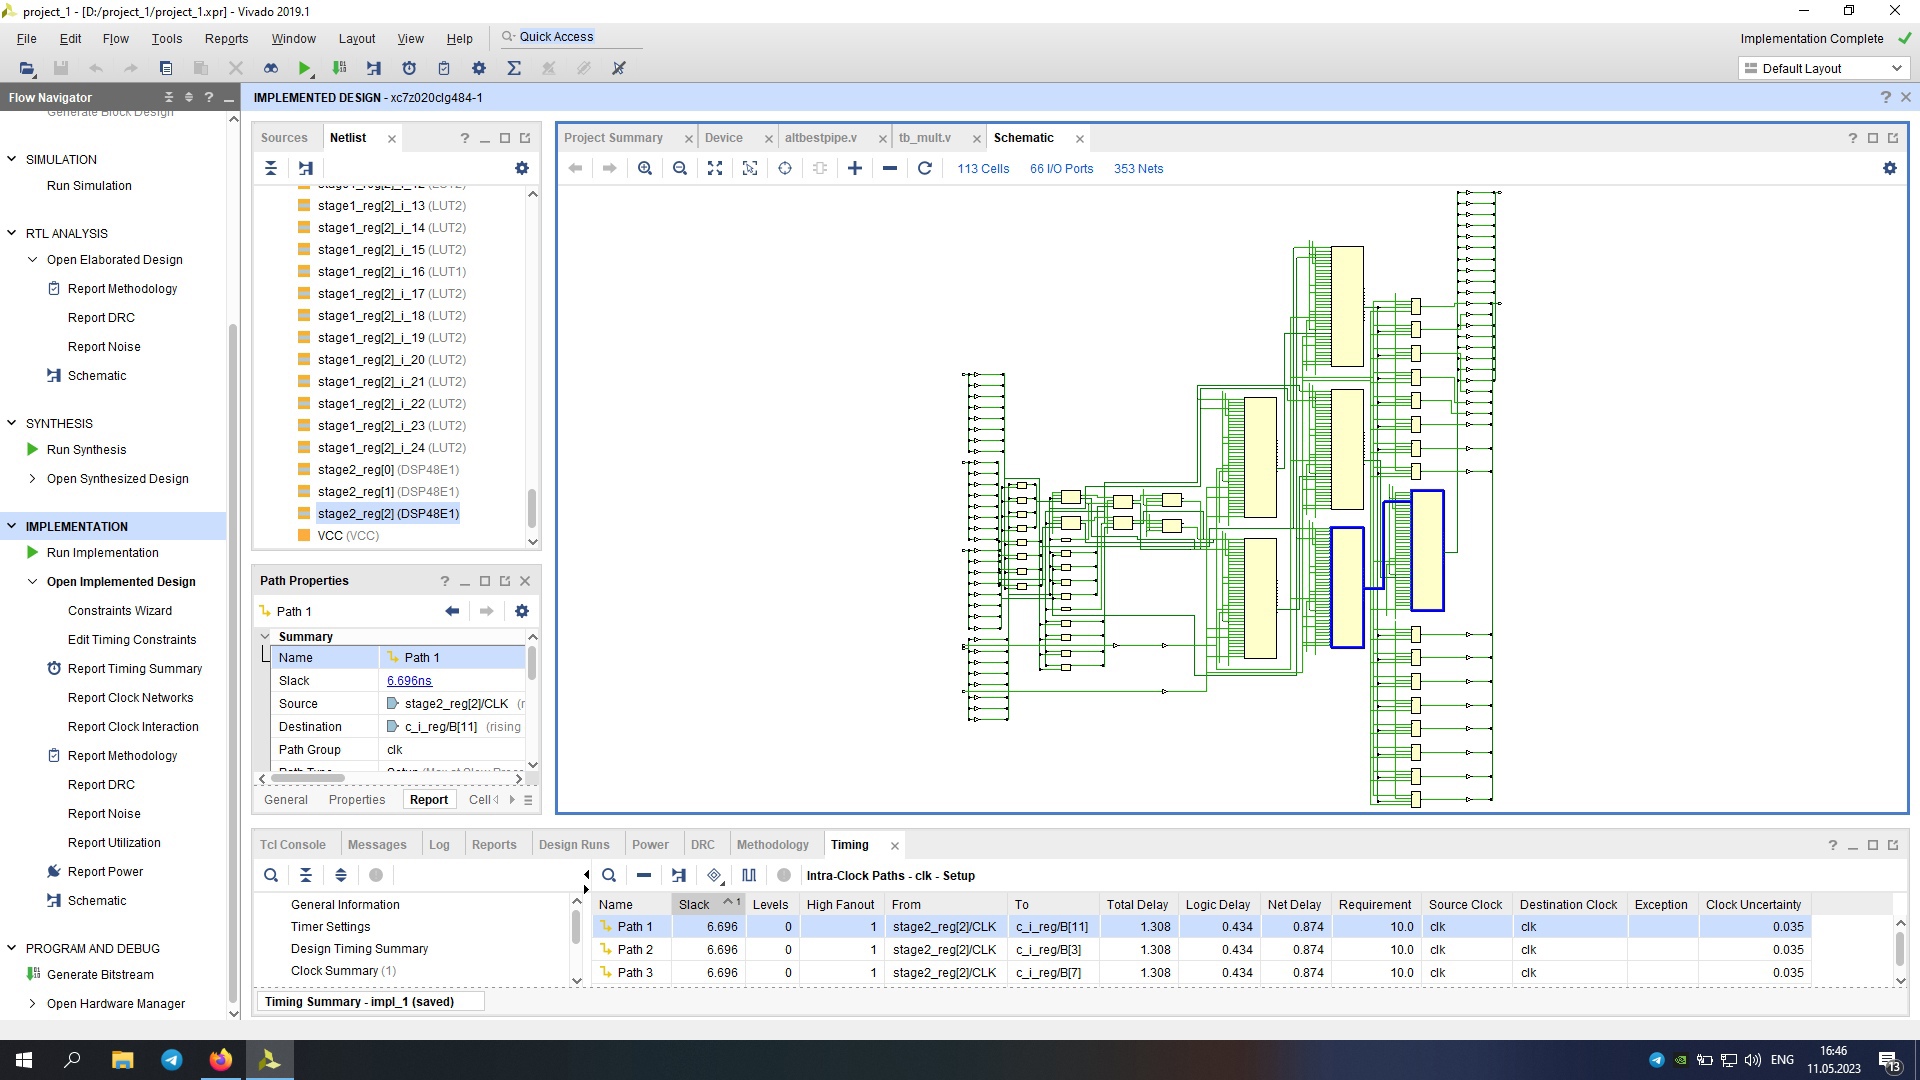 project_1 - [D:/project_1/project_1.xpr] - Vivado 2019.1
File Edit Flow Tools Reports Window Layout View Help Quick Access
Implementation Complete
Default Layout
Flow Navigator
IMPLEMENTED DESIGN - xc7z020clg484-1
Generate Block Design
SIMULATION
Run Simulation
RTL ANALYSIS
Open Elaborated Design
Report Methodology
Report DRC
Report Noise
Schematic
SYNTHESIS
Run Synthesis
Open Synthesized Design
IMPLEMENTATION
Run Implementation
Open Implemented Design
Constraints Wizard
Edit Timing Constraints
Report Timing Summary
Report Clock Networks
Report Clock Interaction
Report Methodology
Report DRC
Report Noise
Report Utilization
Report Power
Schematic
PROGRAM AND DEBUG
Generate Bitstream
Open Hardware Manager
Sources Netlist
stage1_reg[2]_i_12 (LUT2)
stage1_reg[2]_i_13 (LUT2)
stage1_reg[2]_i_14 (LUT2)
stage1_reg[2]_i_15 (LUT2)
stage1_reg[2]_i_16 (LUT1)
stage1_reg[2]_i_17 (LUT2)
stage1_reg[2]_i_18 (LUT2)
stage1_reg[2]_i_19 (LUT2)
stage1_reg[2]_i_20 (LUT2)
stage1_reg[2]_i_21 (LUT2)
stage1_reg[2]_i_22 (LUT2)
stage1_reg[2]_i_23 (LUT2)
stage1_reg[2]_i_24 (LUT2)
stage2_reg[0] (DSP48E1)
stage2_reg[1] (DSP48E1)
stage2_reg[2] (DSP48E1)
VCC (VCC)
Path Properties
Path 1
Summary
Name Path 1
Slack 6.696ns
Source stage2_reg[2]/CLK (r
Destination c_i_reg/B[11] (rising
Path Group clk
General Properties Report Cell
Project Summary Device altbestpipe.v tb_mult.v Schematic
113 Cells 66 I/O Ports 353 Nets
Tcl Console Messages Log Reports Design Runs Power DRC Methodology Timing
Intra-Clock Paths - clk - Setup
General Information
Timer Settings
Design Timing Summary
Clock Summary (1)
Name Slack 1 Levels High Fanout From To Total Delay Logic Delay Net Delay Requirement Source Clock Destination Clock Exception Clock Uncertainty
Path 1 6.696 0 1 stage2_reg[2]/CLK c_i_reg/B[11] 1.308 0.434 0.874 10.0 clk clk 0.035
Path 2 6.696 0 1 stage2_reg[2]/CLK c_i_reg/B[3] 1.308 0.434 0.874 10.0 clk clk 0.035
Path 3 6.696 0 1 stage2_reg[2]/CLK c_i_reg/B[7] 1.308 0.434 0.874 10.0 clk clk 0.035
Timing Summary - impl_1 (saved)
ENG
16:46
11.05.2023
13